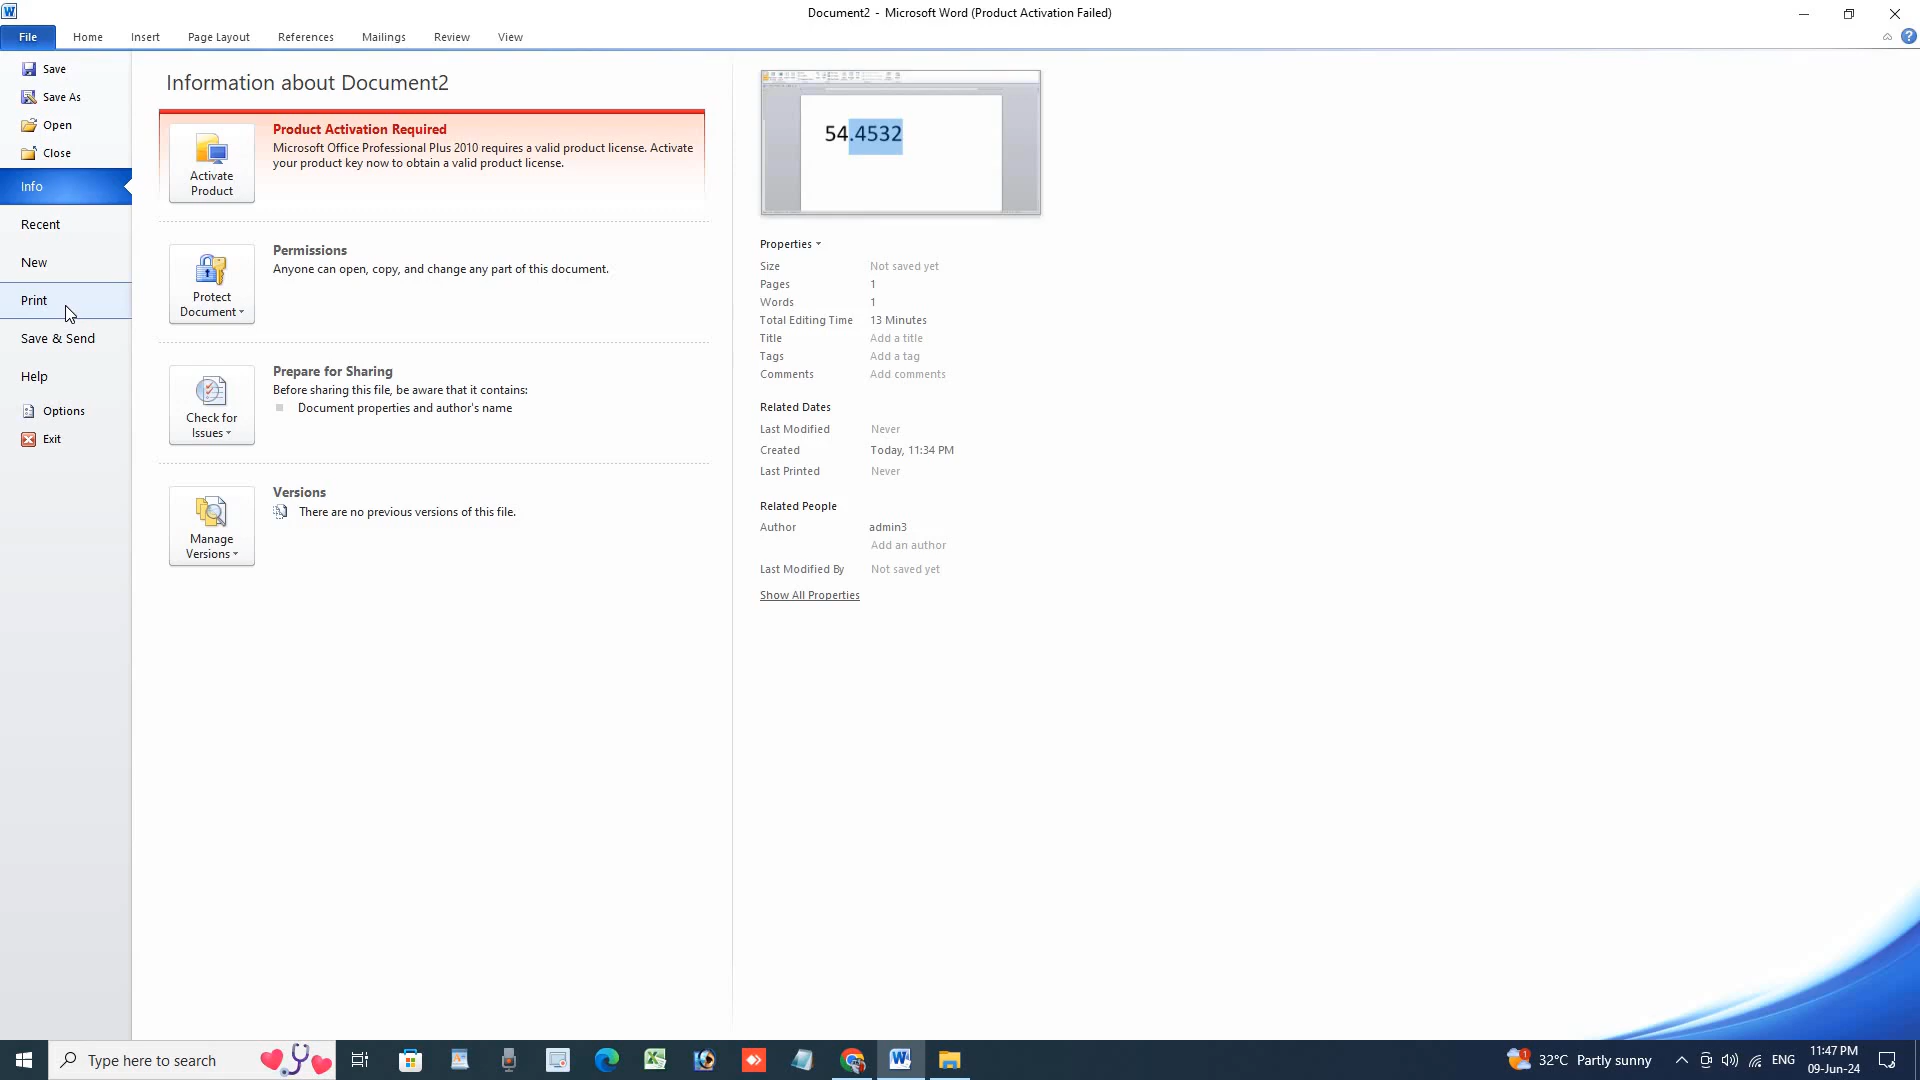 Document2 - Microsoft Word (Product Activation Failed)
File Home Insert Page Layout References Mailings Review View
Save
Save As
Open
Close
Info
Recent
New
Print
Save & Send
Help
Options
Exit
Information about Document2
Activate
Product
Product Activation Required
Microsoft Office Professional Plus 2010 requires a valid product license. Activate
your product key now to obtain a valid product license.
Protect
Document
Permissions
Anyone can open, copy, and change any part of this document.
Check for
Issues
Prepare for Sharing
Before sharing this file, be aware that it contains:
Document properties and author's name
Manage
Versions
Versions
There are no previous versions of this file.
54.4532
Properties
Size Not saved yet
Pages 1
Words 1
Total Editing Time 13 Minutes
Title Add a title
Tags Add a tag
Comments Add comments
Related Dates
Last Modified Never
Created Today, 11:34 PM
Last Printed Never
Related People
Author admin3
Add an author
Last Modified By Not saved yet
Show All Properties
Type here to search
32°C Partly sunny
ENG
11:47 PM
09-Jun-24